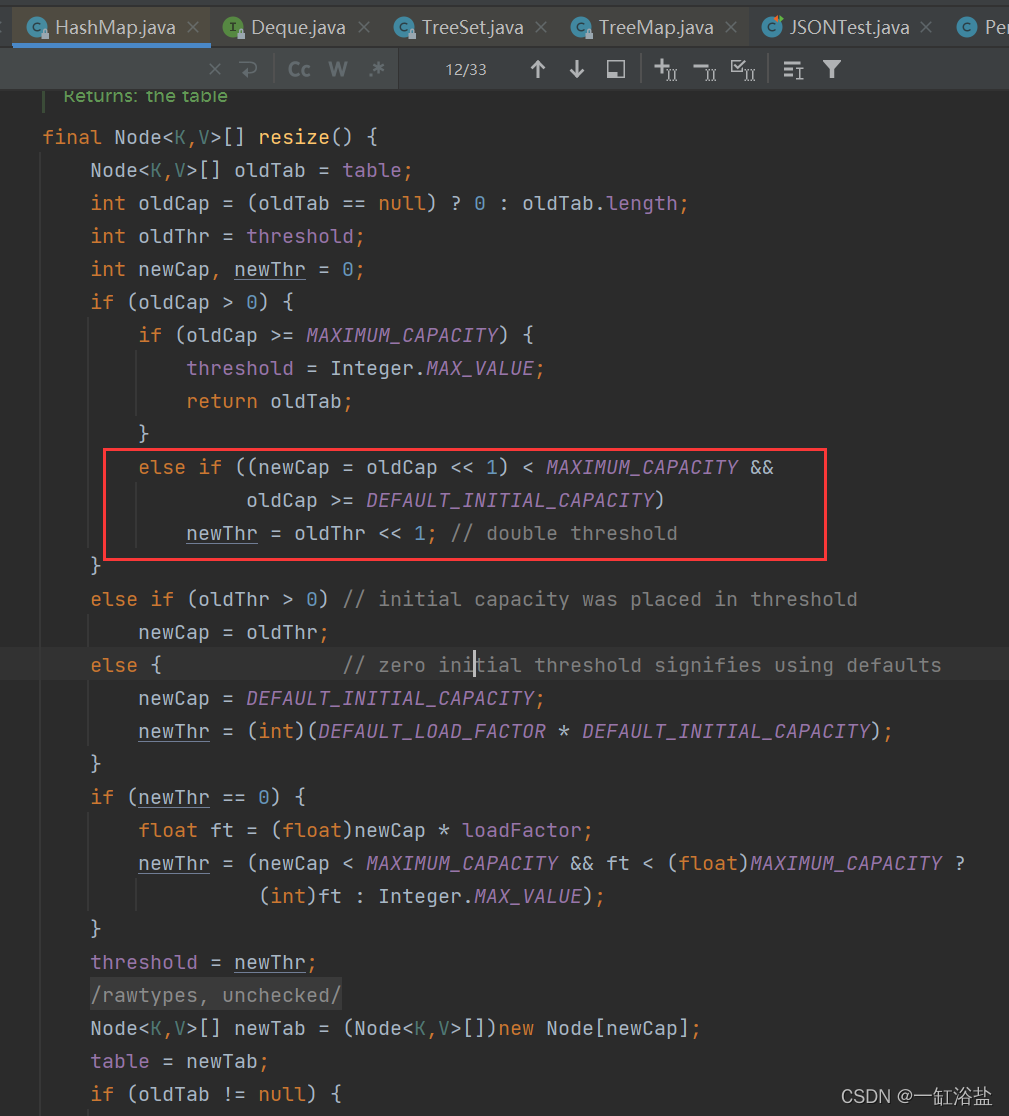 HashMap.java Deque.java TreeSet.java TreeMap.java JSONTest.java Pe
Cc W .* 12/33
Returns: the table
final Node<K,V>[] resize() {
Node<K,V>[] oldTab = table;
int oldCap = (oldTab == null) ? 0 : oldTab.length;
int oldThr = threshold;
int newCap, newThr = 0;
if (oldCap > 0) {
if (oldCap >= MAXIMUM_CAPACITY) {
threshold = Integer.MAX_VALUE;
return oldTab;
}
else if ((newCap = oldCap << 1) < MAXIMUM_CAPACITY &&
oldCap >= DEFAULT_INITIAL_CAPACITY)
newThr = oldThr << 1; // double threshold
}
else if (oldThr > 0) // initial capacity was placed in threshold
newCap = oldThr;
else { // zero initial threshold signifies using defaults
newCap = DEFAULT_INITIAL_CAPACITY;
newThr = (int)(DEFAULT_LOAD_FACTOR * DEFAULT_INITIAL_CAPACITY);
}
if (newThr == 0) {
float ft = (float)newCap * loadFactor;
newThr = (newCap < MAXIMUM_CAPACITY && ft < (float)MAXIMUM_CAPACITY ?
(int)ft : Integer.MAX_VALUE);
}
threshold = newThr;
/rawtypes, unchecked/
Node<K,V>[] newTab = (Node<K,V>[])new Node[newCap];
table = newTab;
if (oldTab != null) {
CSDN @一缸浴盐